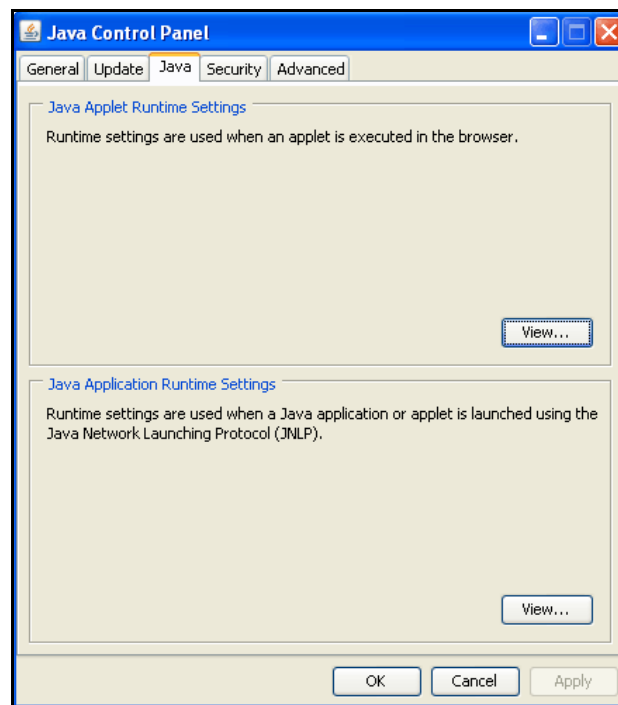 Java Control Panel
General Update Java Security Advanced
Java Applet Runtime Settings
Runtime settings are used when an applet is executed in the browser.
View...
Java Application Runtime Settings
Runtime settings are used when a Java application or applet is launched using the
Java Network Launching Protocol (JNLP).
View...
OK Cancel Apply